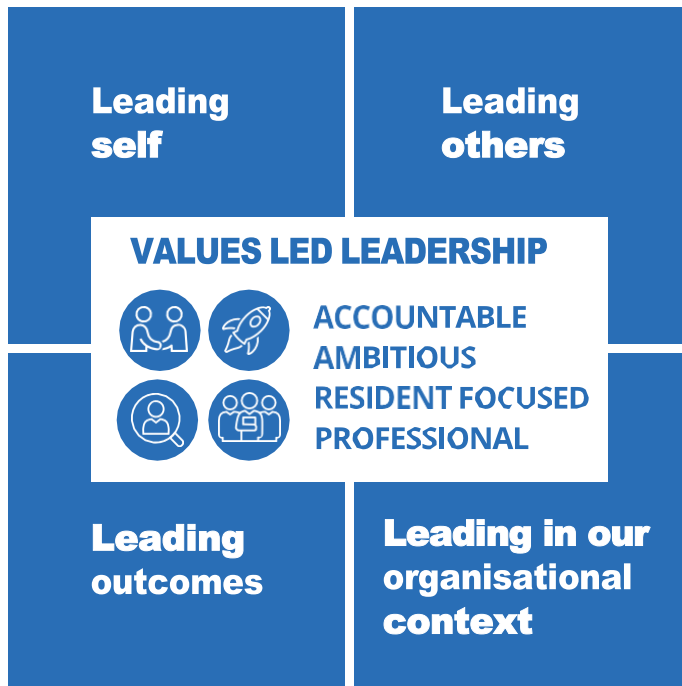 Leading
self
Leading
others
VALUES LED LEADERSHIP
ACCOUNTABLE
AMBITIOUS
RESIDENT FOCUSED
PROFESSIONAL
Leading
outcomes
Leading in our
organisational
context